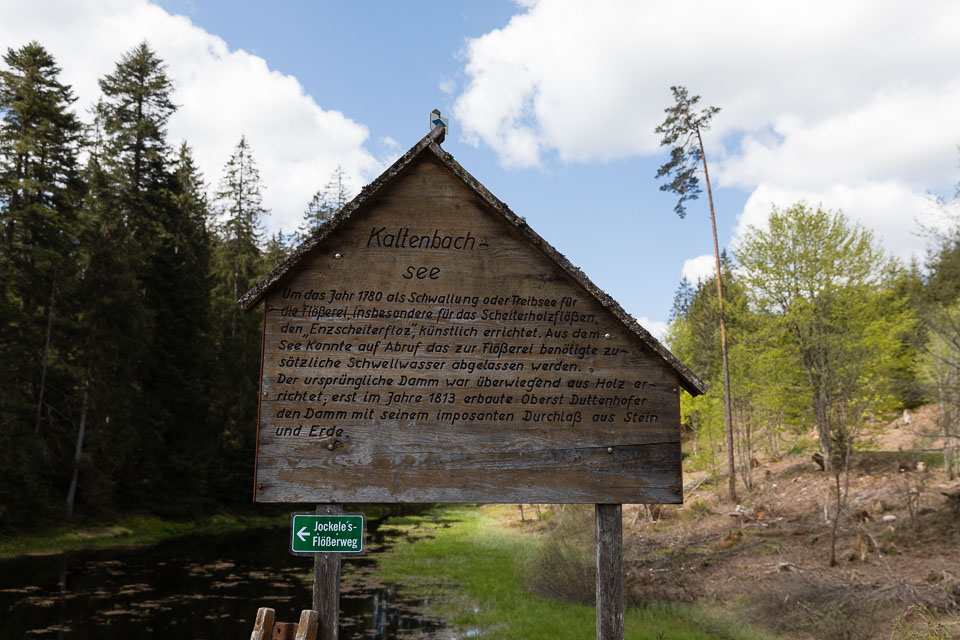 Kaltenbach-
see
Um das Jahr 1780 als Schwallung oder Treibsee für
die Flößerei, insbesondere für das Scheiterholzflößen,
den „Enzscheiterfloz", künstlich errichtet. Aus dem
See konnte auf Abruf das zur Flößerei benötigte zu-
sätzliche Schwellwasser abgelassen werden.
Der ursprüngliche Damm war überwiegend aus Holz er-
richtet, erst im Jahre 1813 erbaute Oberst Duttenhofer
den Damm mit seinem imposanten Durchlaß aus Stein
und Erde
Jockele's-
Flößerweg